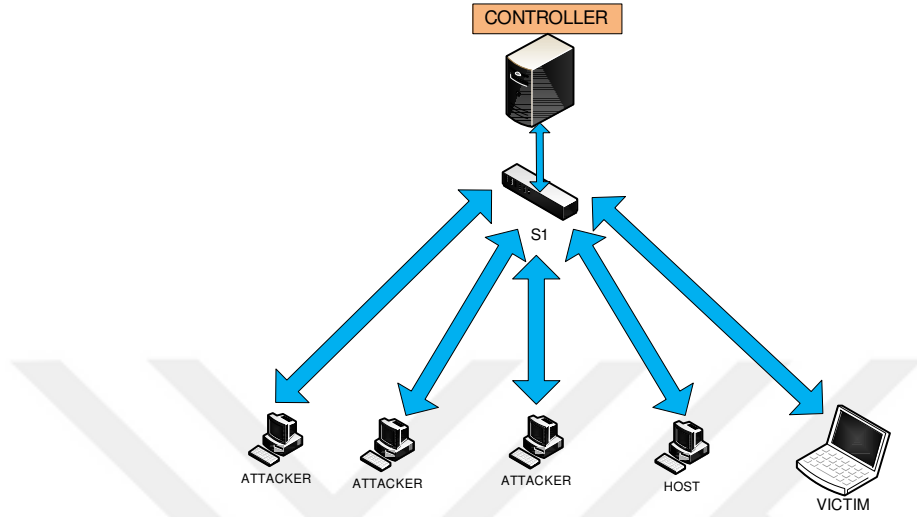 CONTROLLER
S1
ATTACKER
ATTACKER
ATTACKER
HOST
VICTIM